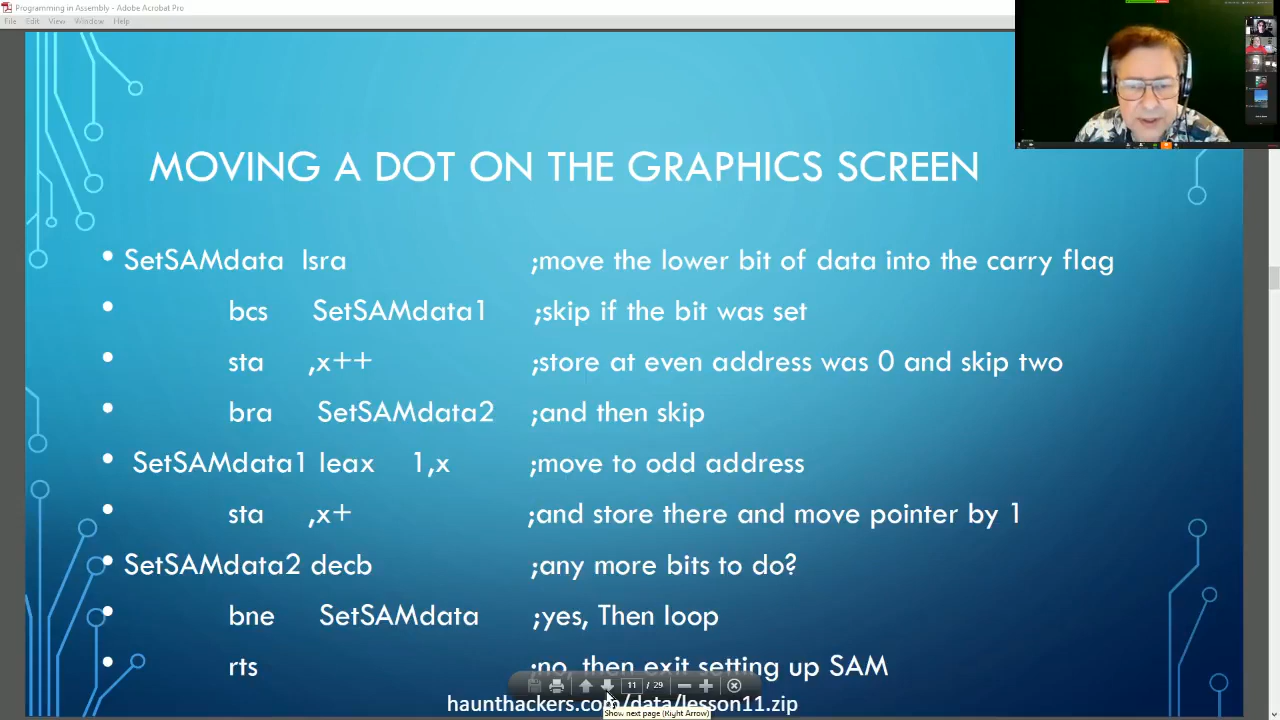 Programming in Assembly - Adobe Acrobat Pro
File Edit View Window Help
MOVING A DOT ON THE GRAPHICS SCREEN
• SetSAMdata lsra ;move the lower bit of data into the carry flag
• bcs SetSAMdata1 ;skip if the bit was set
• sta ,x++ ;store at even address was 0 and skip two
• bra SetSAMdata2 ;and then skip
• SetSAMdata1 leax 1,x ;move to odd address
• sta ,x+ ;and store there and move pointer by 1
• SetSAMdata2 decb ;any more bits to do?
• bne SetSAMdata ;yes, Then loop
• rts ;no, then exit setting up SAM
11 / 29
haunthackers.com/data/lesson11.zip
Show next page (Right Arrow)